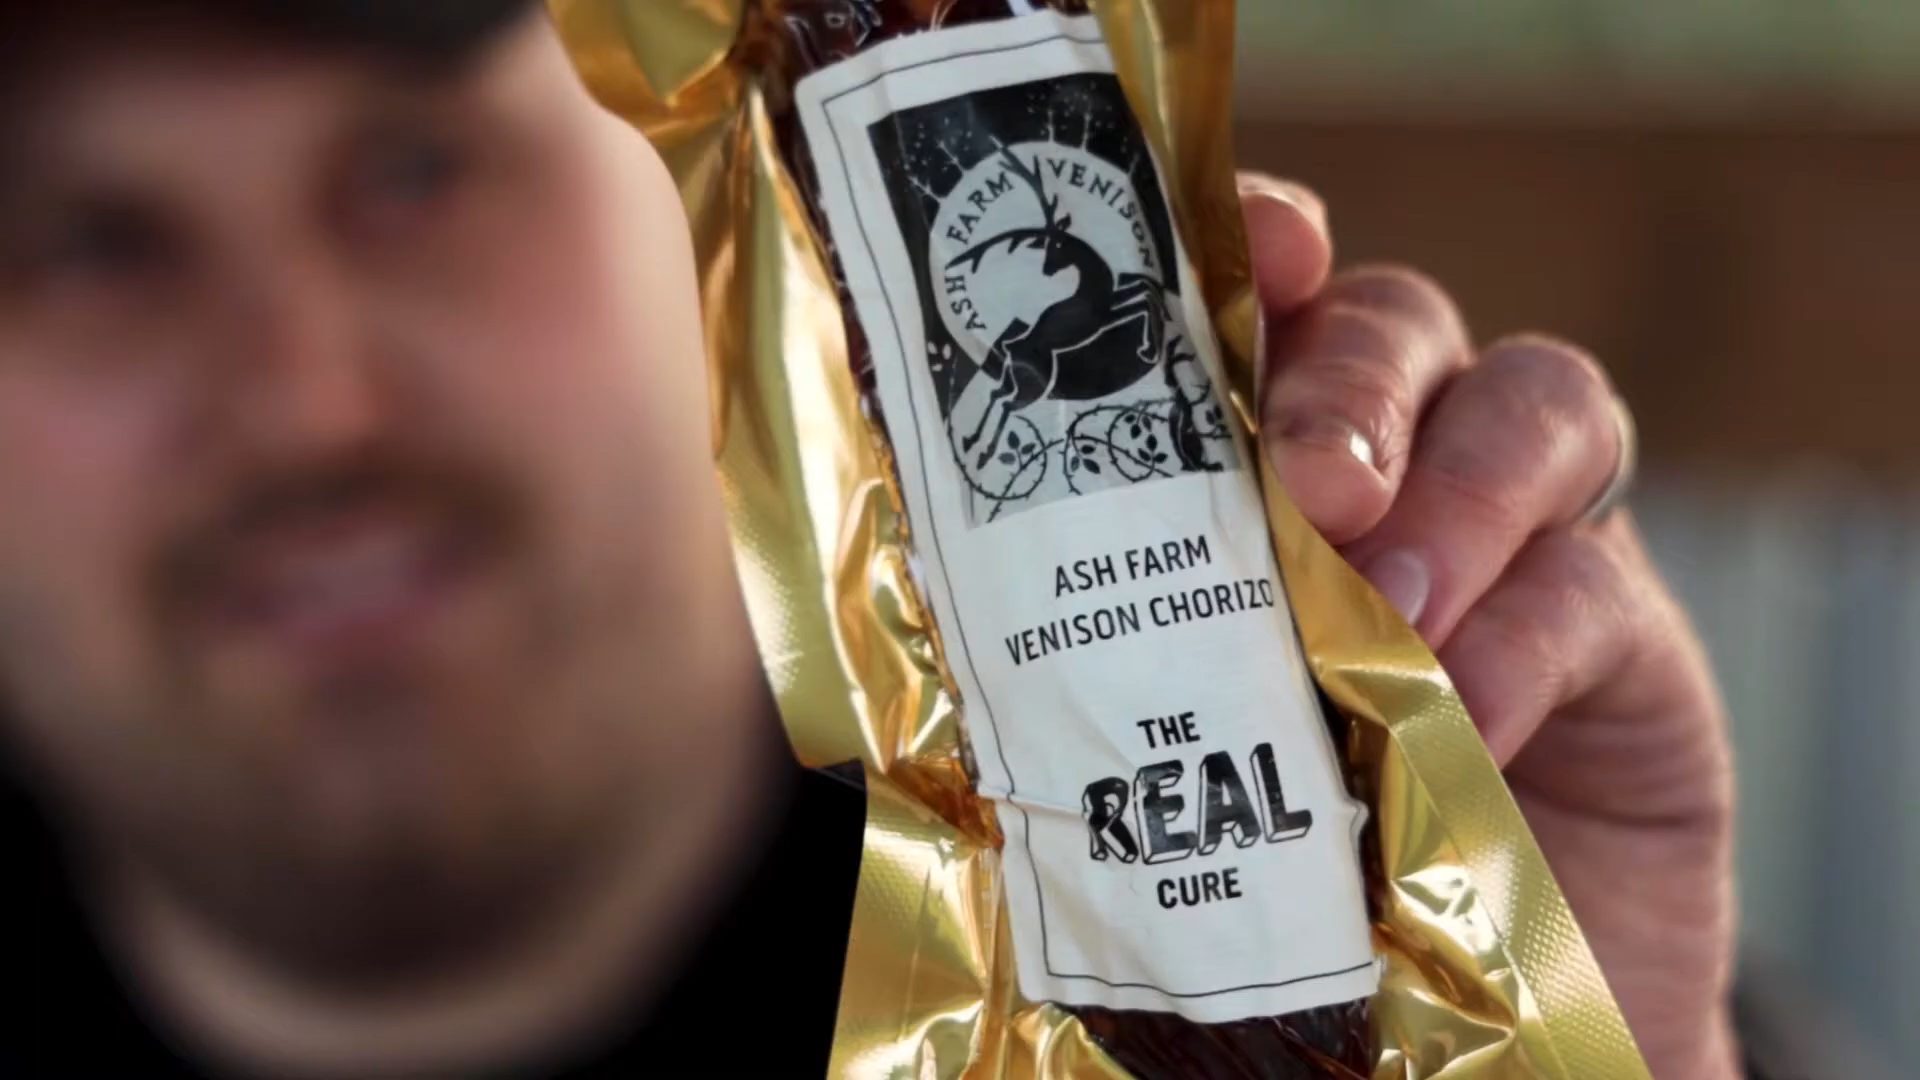 ASH FARM VENISON
ASH FARM
VENISON CHORIZO
THE
REAL
CURE